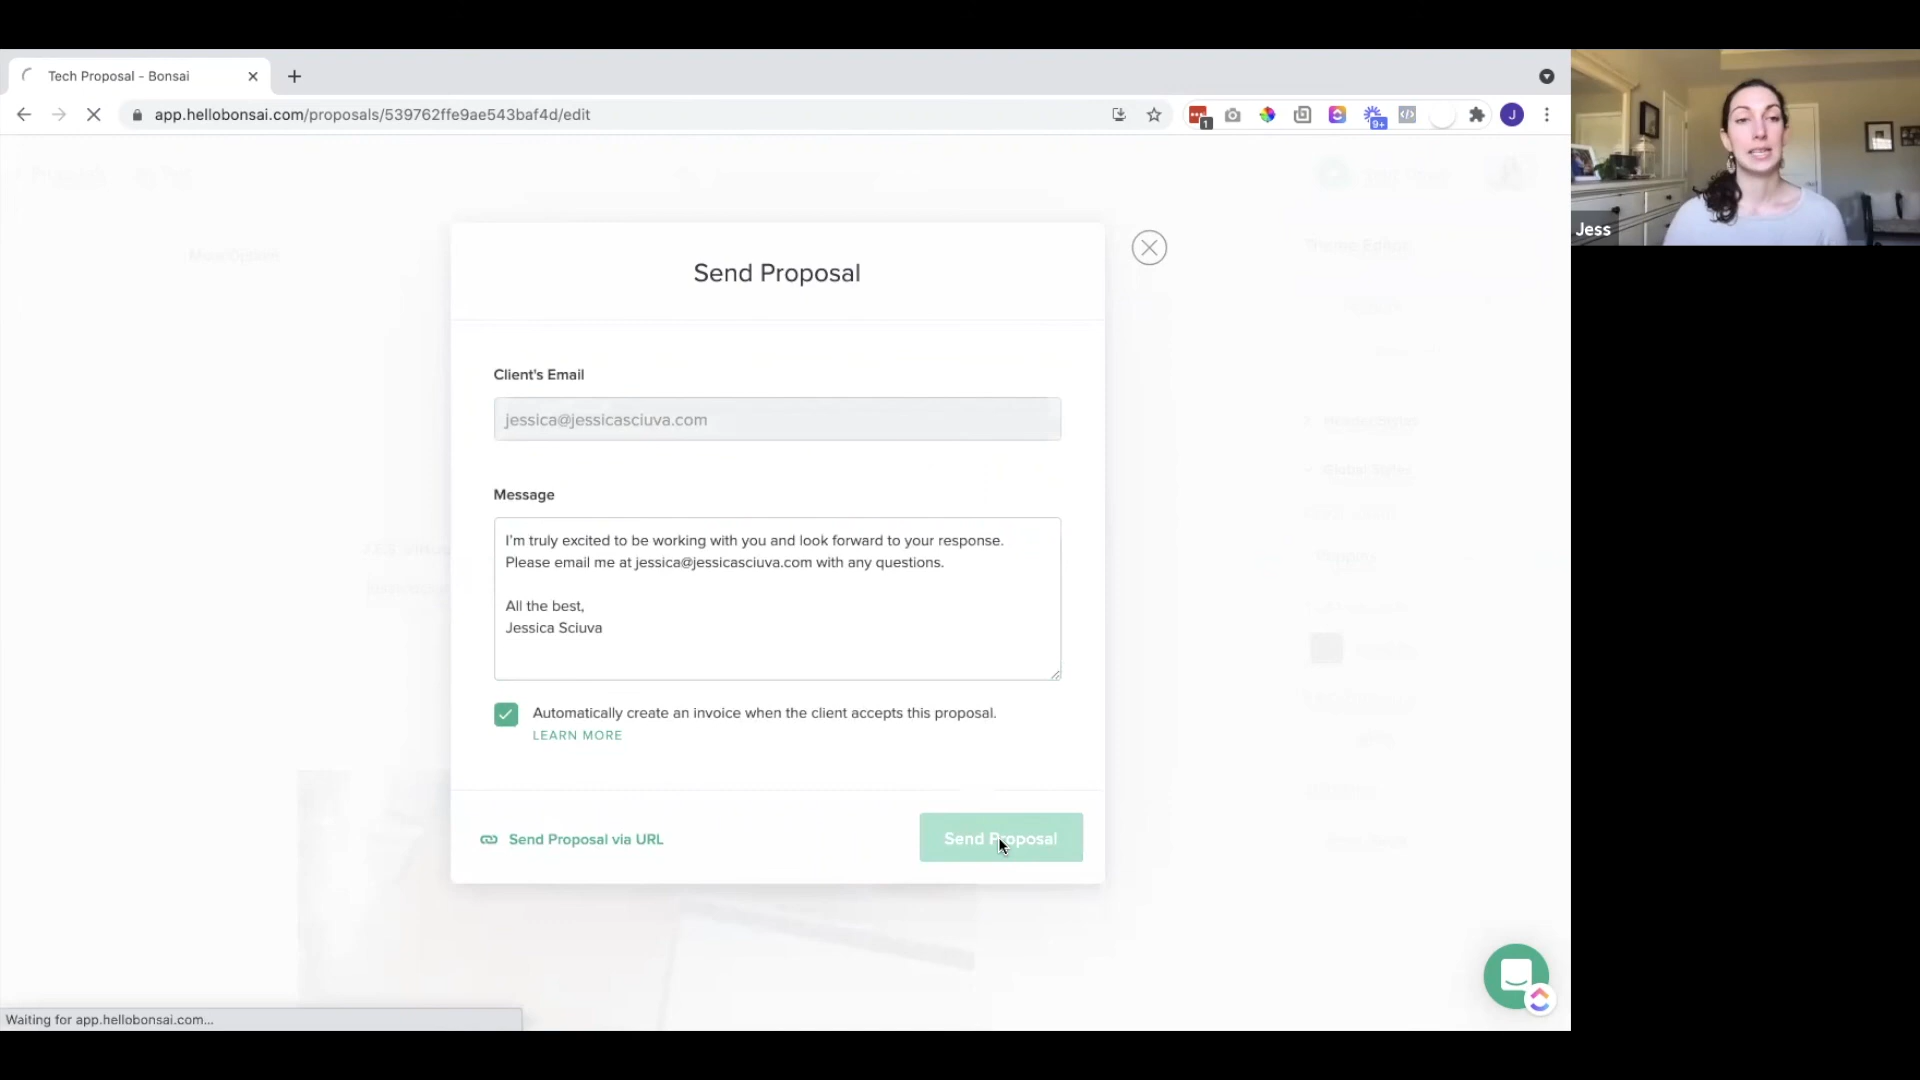 Tech Proposal - Bonsai
app.hellobonsai.com/proposals/539762ffe9ae543baf4d/edit
1
9+
J
Jess
Send Proposal
Client's Email
jessica@jessicasciuva.com
Message
I'm truly excited to be working with you and look forward to your response.
Please email me at jessica@jessicasciuva.com with any questions.
All the best,
Jessica Sciuva
Automatically create an invoice when the client accepts this proposal.
LEARN MORE
Send Proposal via URL
Send Proposal
Waiting for app.hellobonsai.com...